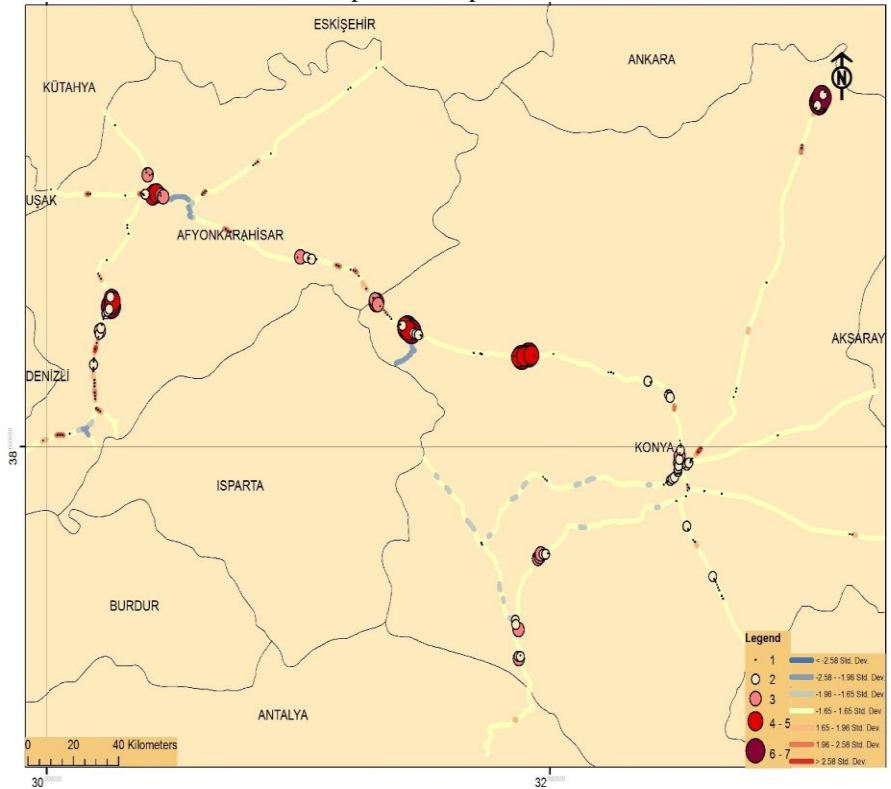 ESKİŞEHİR
ANKARA
KÜTAHYA
N
UŞAK
AFYONKARAHİSAR
AKSARAY
DENİZLİ
38
KONYA
ISPARTA
BURDUR
ANTALYA
Legend
1
2
3
4 - 5
6 - 7
< -2.58 Std. Dev.
-2.58 - -1.96 Std. Dev.
-1.96 - -1.65 Std. Dev.
-1.65 - 1.65 Std. Dev.
1.65 - 1.96 Std. Dev.
1.96 - 2.58 Std. Dev.
> 2.58 Std. Dev.
0 20 40 Kilometers
30
32